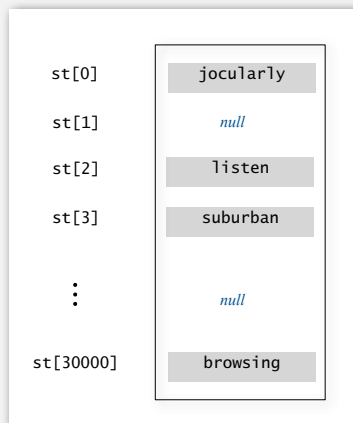 st[0] jocularly
st[1] null
st[2] listen
st[3] suburban
⋮ null
st[30000] browsing